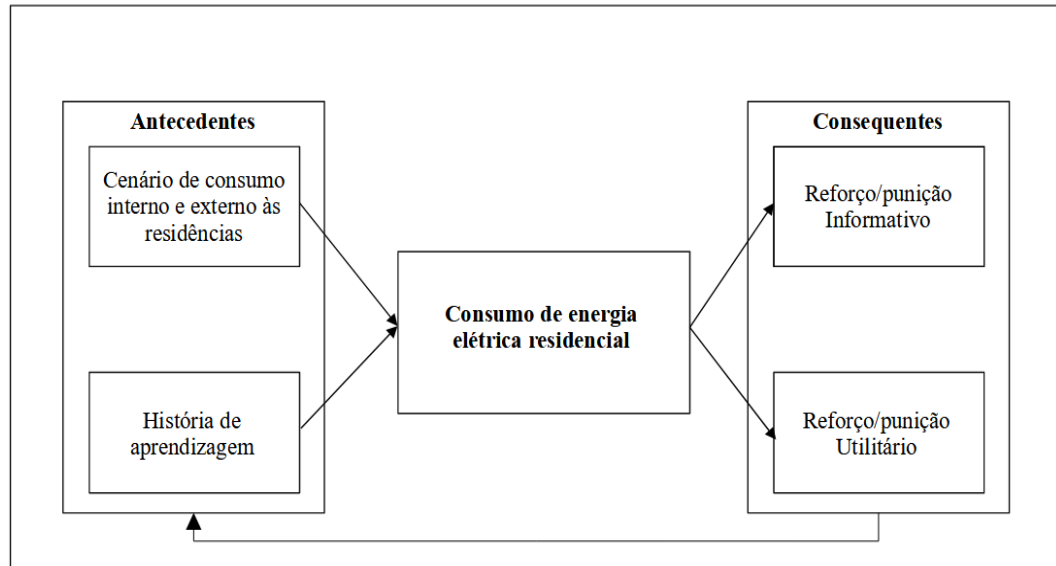 Antecedentes
Cenário de consumo
interno e externo às
residências
História de
aprendizagem
Consumo de energia
elétrica residencial
Consequentes
Reforço/punição
Informativo
Reforço/punição
Utilitário